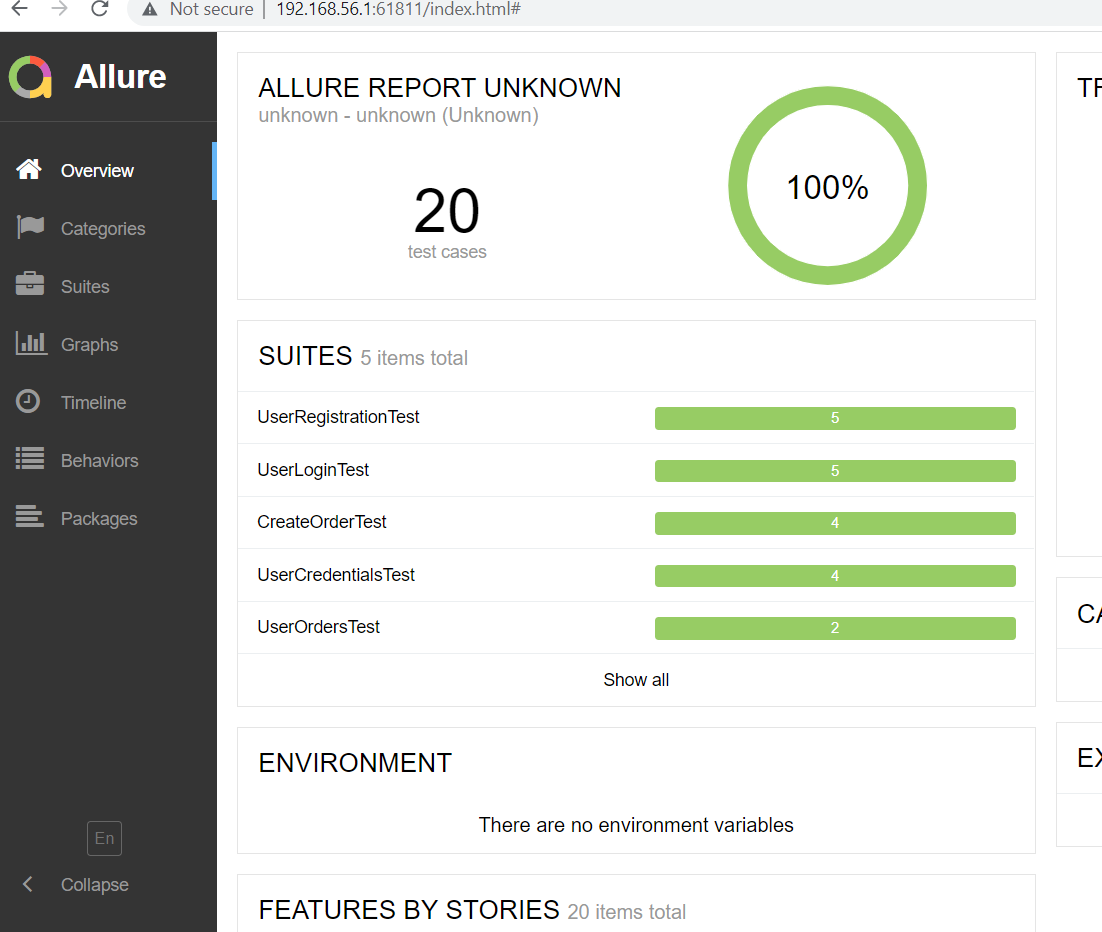 Not secure | 192.168.56.1:61811/index.html#
Allure
Overview
Categories
Suites
Graphs
Timeline
Behaviors
Packages
En
Collapse
ALLURE REPORT UNKNOWN
unknown - unknown (Unknown)
20
test cases
100%
SUITES 5 items total
UserRegistrationTest 5
UserLoginTest 5
CreateOrderTest 4
UserCredentialsTest 4
UserOrdersTest 2
Show all
ENVIRONMENT
There are no environment variables
FEATURES BY STORIES 20 items total